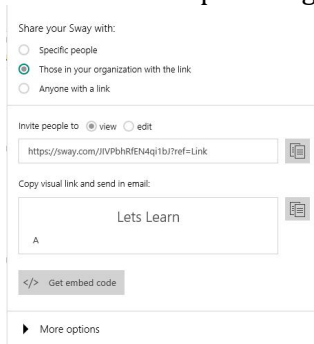 Share your Sway with:
Specific people
Those in your organization with the link
Anyone with a link
Invite people to view edit
https://sway.com/JIVPbhRfEN4qi1bJ?ref=Link
Copy visual link and send in email:
Lets Learn
A
</> Get embed code
More options